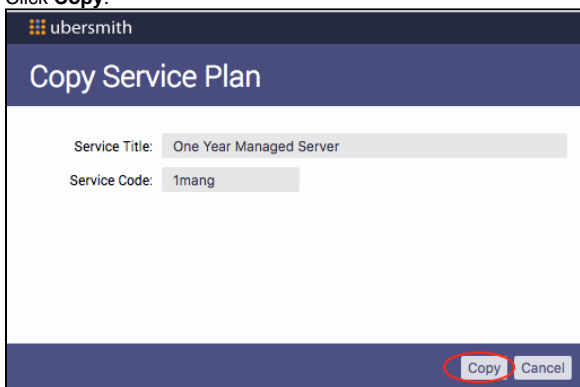 Click Copy.
ubersmith
Copy Service Plan
Service Title: One Year Managed Server
Service Code: 1mang
Copy Cancel